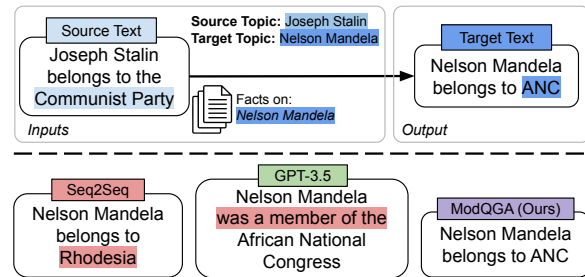 Source Text
Joseph Stalin
belongs to the
Communist Party
Inputs
Source Topic: Joseph Stalin
Target Topic: Nelson Mandela
Facts on:
Nelson Mandela
Target Text
Nelson Mandela
belongs to ANC
Output
Seq2Seq
Nelson Mandela
belongs to
Rhodesia
GPT-3.5
Nelson Mandela
was a member of the
African National
Congress
ModQGA (Ours)
Nelson Mandela
belongs to ANC